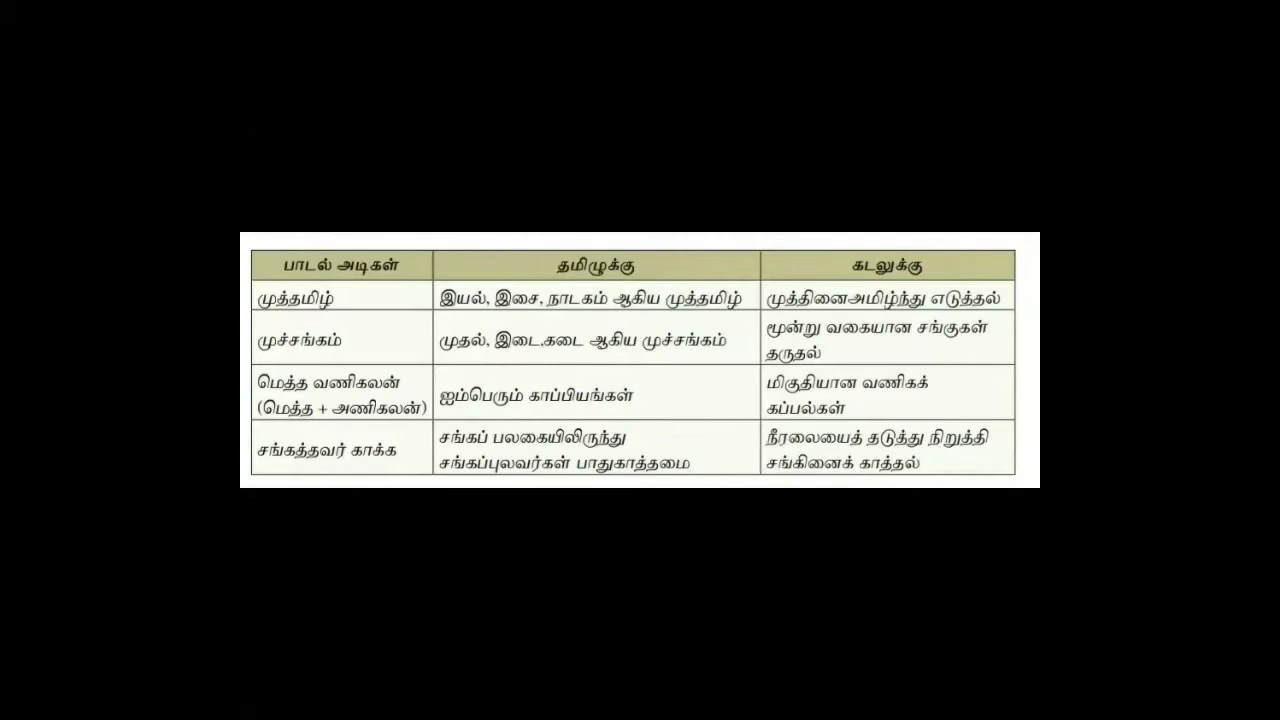 பாடல் அடிகள் தமிழுக்கு கடலுக்கு
முத்தமிழ் இயல், இசை, நாடகம் ஆகிய முத்தமிழ் முத்தினைஅமிழ்ந்து எடுத்தல்
முச்சங்கம் முதல், இடை,கடை ஆகிய முச்சங்கம் மூன்று வகையான சங்குகள்
தருதல்
மெத்த வணிகலன்
(மெத்த + அணிகலன்) ஐம்பெரும் காப்பியங்கள் மிகுதியான வணிகக்
கப்பல்கள்
சங்கத்தவர் காக்க சங்கப் பலகையிலிருந்து
சங்கப்புலவர்கள் பாதுகாத்தமை நீரலையைத் தடுத்து நிறுத்தி
சங்கினைக் காத்தல்